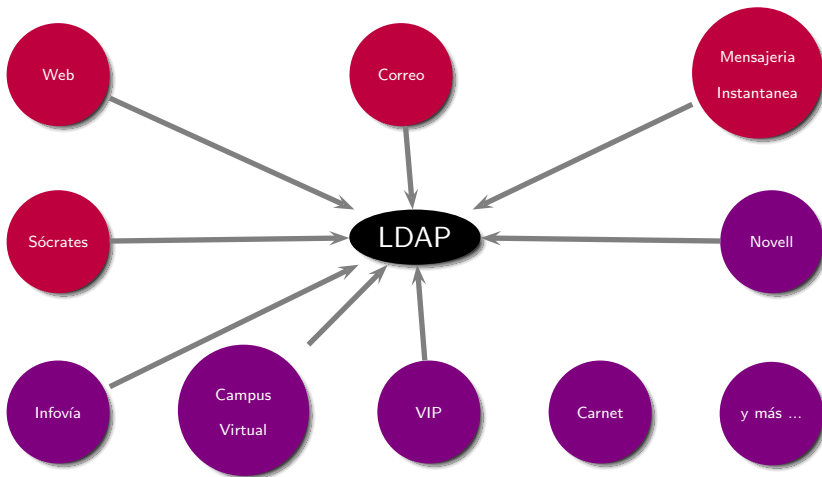 Web
Correo
Mensajeria
Instantanea
Sócrates
LDAP
Novell
Infovía
Campus
Virtual
VIP
Carnet
y más ...